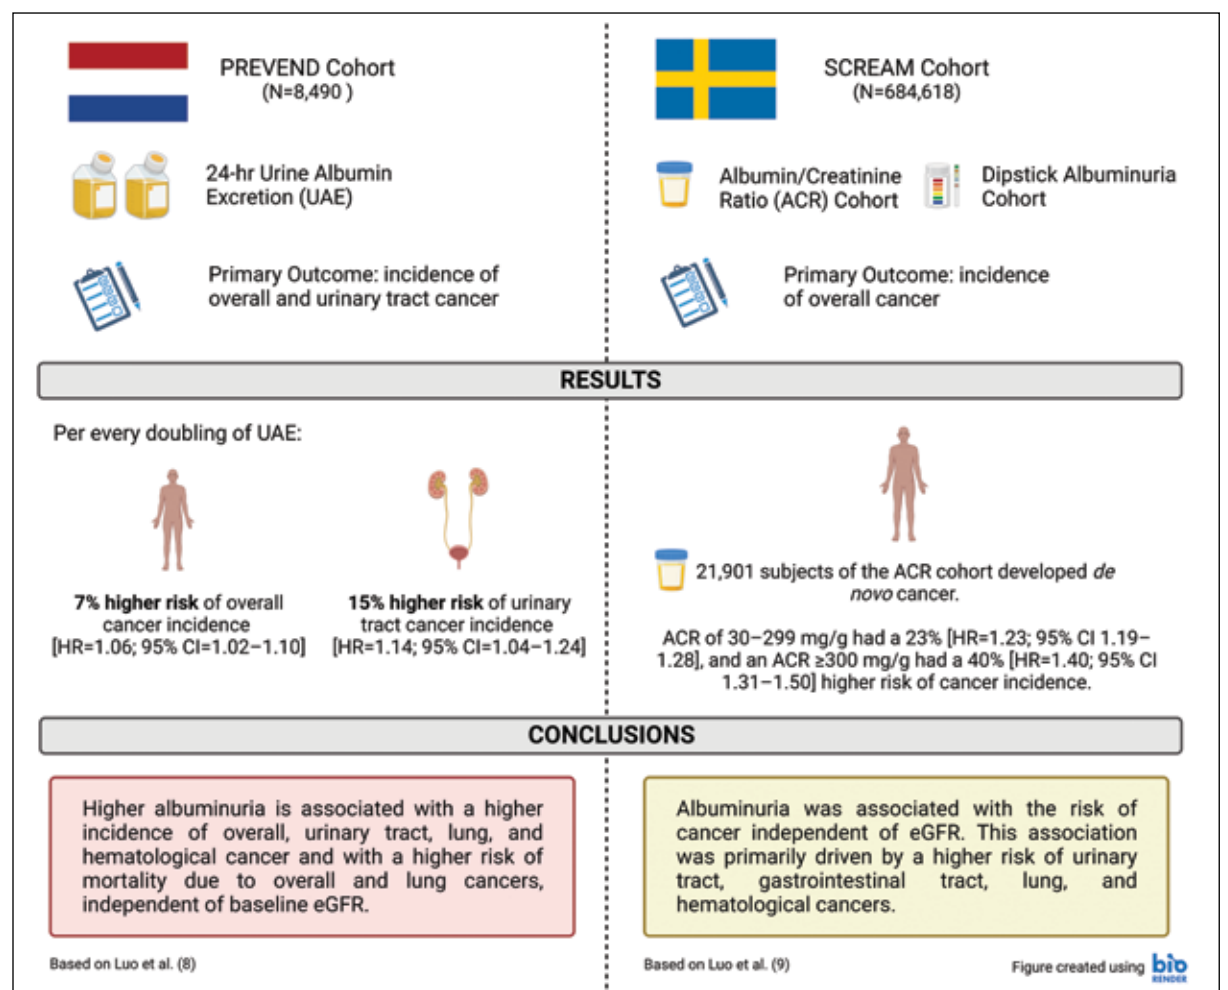 PREVEND Cohort
(N=8,490 )
24-hr Urine Albumin
Excretion (UAE)
Primary Outcome: incidence of
overall and urinary tract cancer
SCREAM Cohort
(N=684,618)
Albumin/Creatinine
Ratio (ACR) Cohort
Dipstick Albuminuria
Cohort
Primary Outcome: incidence
of overall cancer
RESULTS
Per every doubling of UAE:
7% higher risk of overall
cancer incidence
[HR=1.06; 95% CI=1.02–1.10]
15% higher risk of urinary
tract cancer incidence
[HR=1.14; 95% CI=1.04–1.24]
21,901 subjects of the ACR cohort developed de
novo cancer.
ACR of 30–299 mg/g had a 23% [HR=1.23; 95% CI 1.19–
1.28], and an ACR ≥300 mg/g had a 40% [HR=1.40; 95% CI
1.31–1.50] higher risk of cancer incidence.
CONCLUSIONS
Higher albuminuria is associated with a higher
incidence of overall, urinary tract, lung, and
hematological cancer and with a higher risk of
mortality due to overall and lung cancers,
independent of baseline eGFR.
Albuminuria was associated with the risk of
cancer independent of eGFR. This association
was primarily driven by a higher risk of urinary
tract, gastrointestinal tract, lung, and
hematological cancers.
Based on Luo et al. (8)
Based on Luo et al. (9)
Figure created using
bio
RENDER